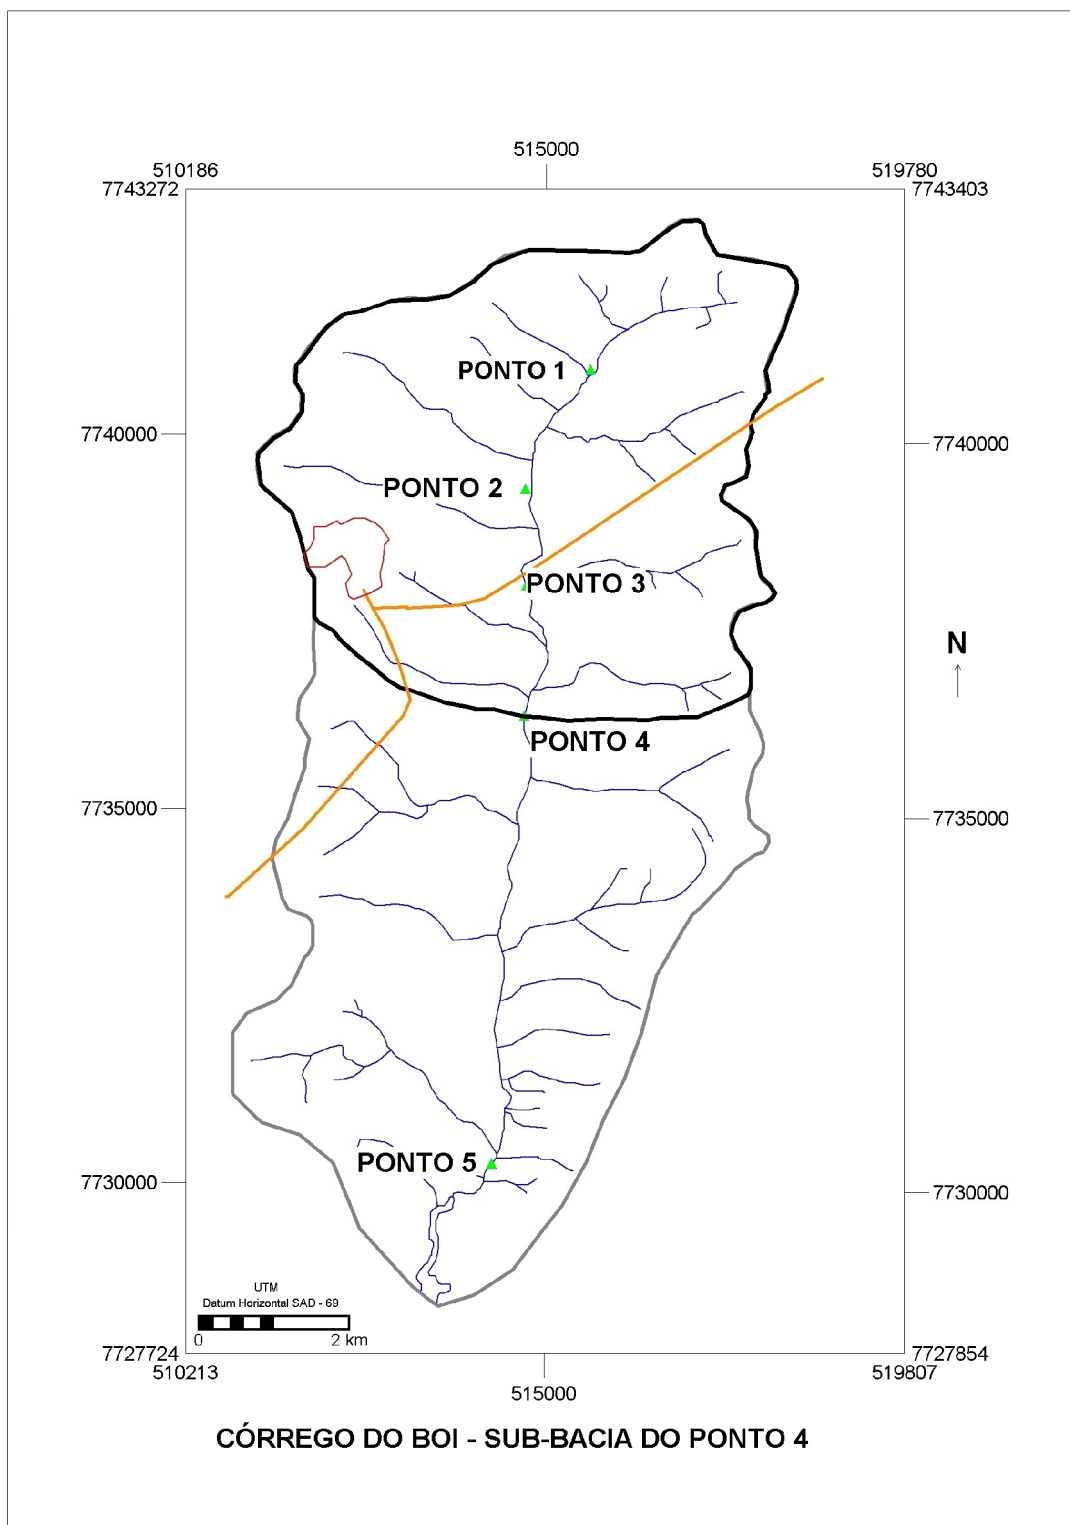 515000
510186
519780
7743272
7743403
PONTO 1
7740000
7740000
PONTO 2
PONTO 3
N
PONTO 4
7735000
7735000
PONTO 5
7730000
7730000
UTM
Datum Horizontal SAD - 69
0
2 km
7727724
7727854
510213
519807
515000
CÓRREGO DO BOI - SUB-BACIA DO PONTO 4